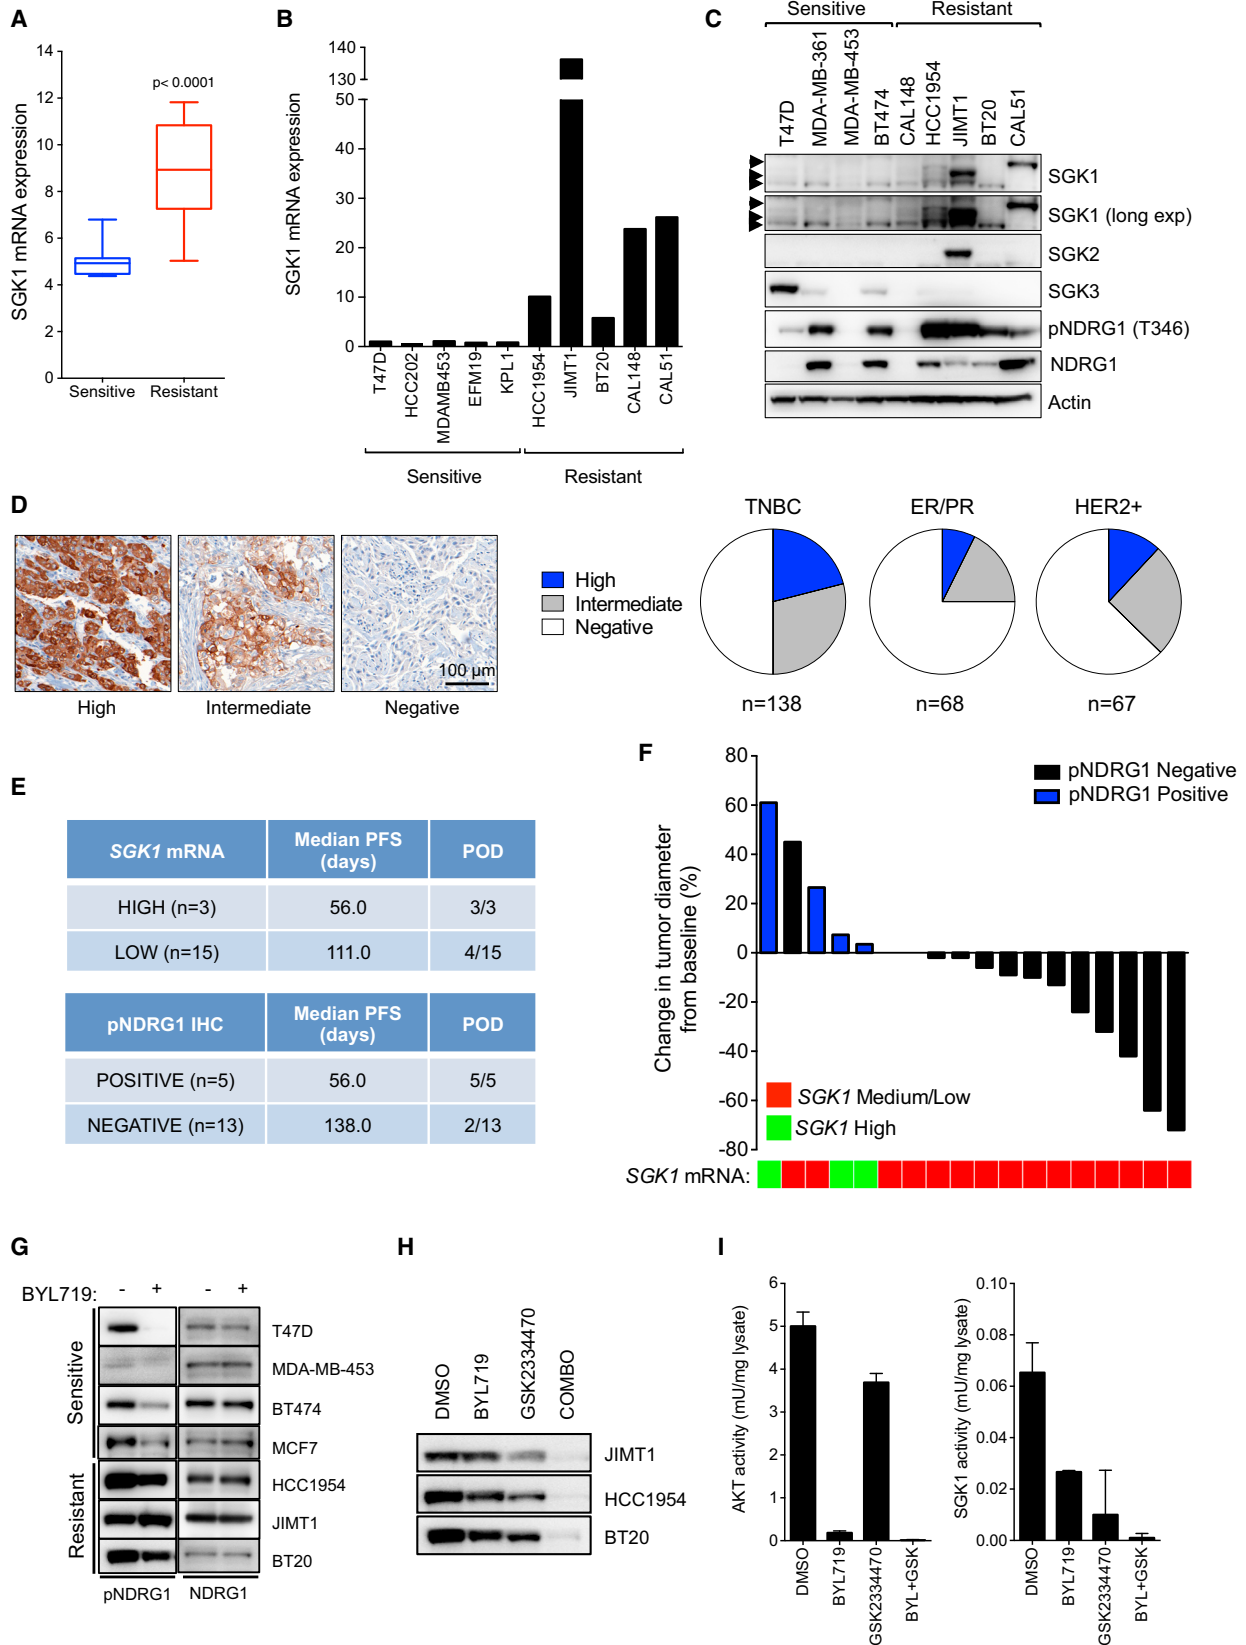 A
SGK1 mRNA expression
14
12
10
8
6
4
2
0
p< 0.0001
Sensitive
Resistant
B
SGK1 mRNA expression
140
130
50
40
30
20
10
0
T47D
HCC202
MDAMB453
EFM19
KPL1
HCC1954
JIMT1
BT20
CAL148
CAL51
Sensitive
Resistant
C
Sensitive
Resistant
T47D
MDA-MB-361
MDA-MB-453
BT474
CAL148
HCC1954
JIMT1
BT20
CAL51
SGK1
SGK1 (long exp)
SGK2
SGK3
pNDRG1 (T346)
NDRG1
Actin
D
100 µm
High
Intermediate
Negative
High
Intermediate
Negative
TNBC
ER/PR
HER2+
n=138
n=68
n=67
E
SGK1 mRNA
Median PFS
(days)
POD
HIGH (n=3)
56.0
3/3
LOW (n=15)
111.0
4/15
pNDRG1 IHC
Median PFS
(days)
POD
POSITIVE (n=5)
56.0
5/5
NEGATIVE (n=13)
138.0
2/13
F
Change in tumor diameter
from baseline (%)
80
60
40
20
0
-20
-40
-60
-80
pNDRG1 Negative
pNDRG1 Positive
SGK1 Medium/Low
SGK1 High
SGK1 mRNA:
G
BYL719:
-
+
-
+
Sensitive
Resistant
T47D
MDA-MB-453
BT474
MCF7
HCC1954
JIMT1
BT20
pNDRG1
NDRG1
H
DMSO
BYL719
GSK2334470
COMBO
JIMT1
HCC1954
BT20
I
AKT activity (mU/mg lysate)
6
5
4
3
2
1
0
DMSO
BYL719
GSK2334470
BYL+GSK
SGK1 activity (mU/mg lysate)
0.10
0.08
0.06
0.04
0.02
0.00
DMSO
BYL719
GSK2334470
BYL+GSK